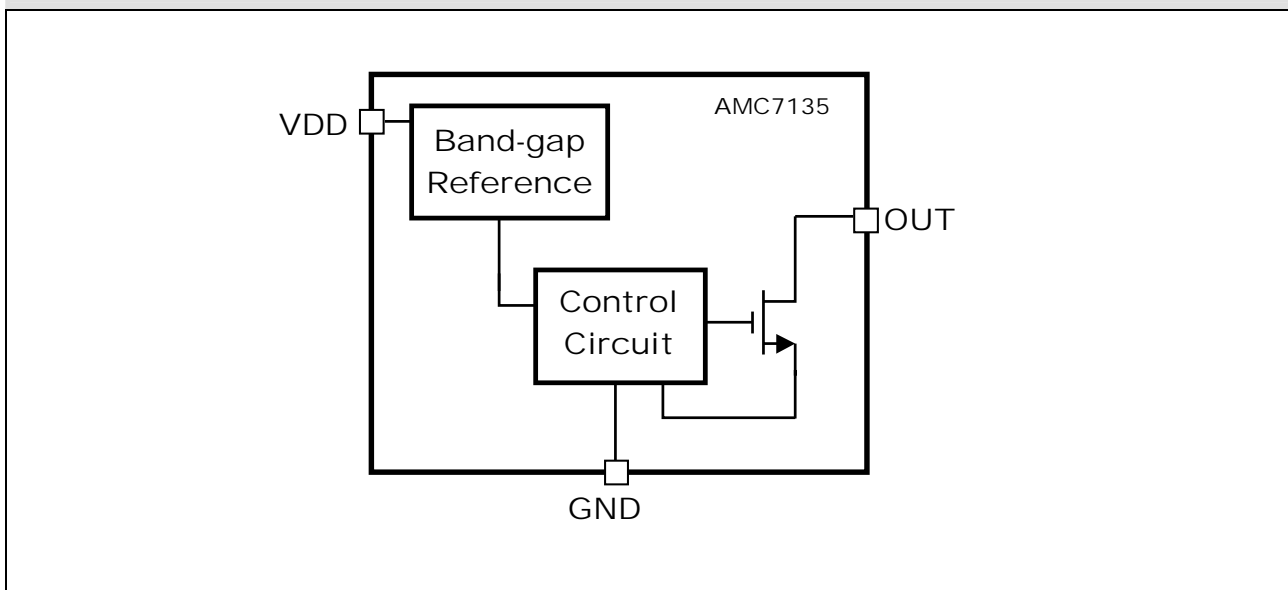 AMC7135
VDD
Band-gap
Reference
OUT
Control
Circuit
GND